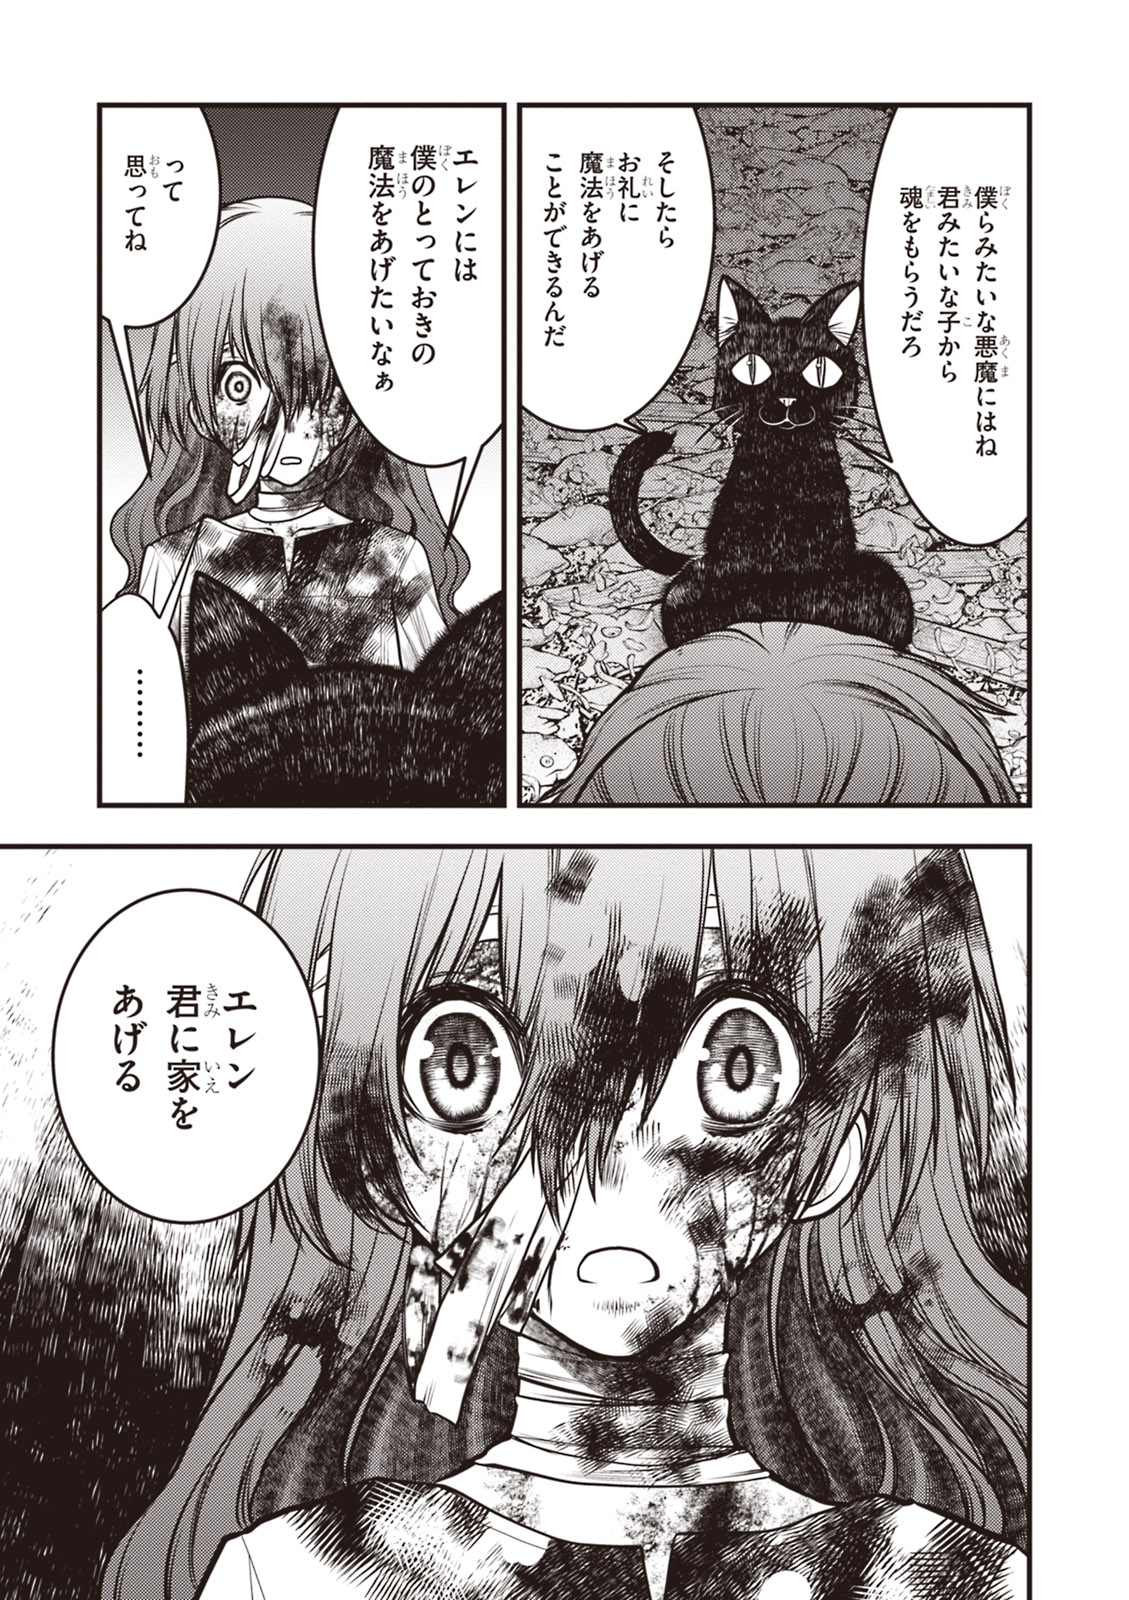 僕らみたいな悪魔にはね
君みたいな子から
魂をもらうだろ
そしたら
お礼に
魔法をあげる
ことができるんだ
エレンには
僕のとっておきの
魔法をあげたいなぁ
って
思ってね
………
エレン
君に家を
あげる